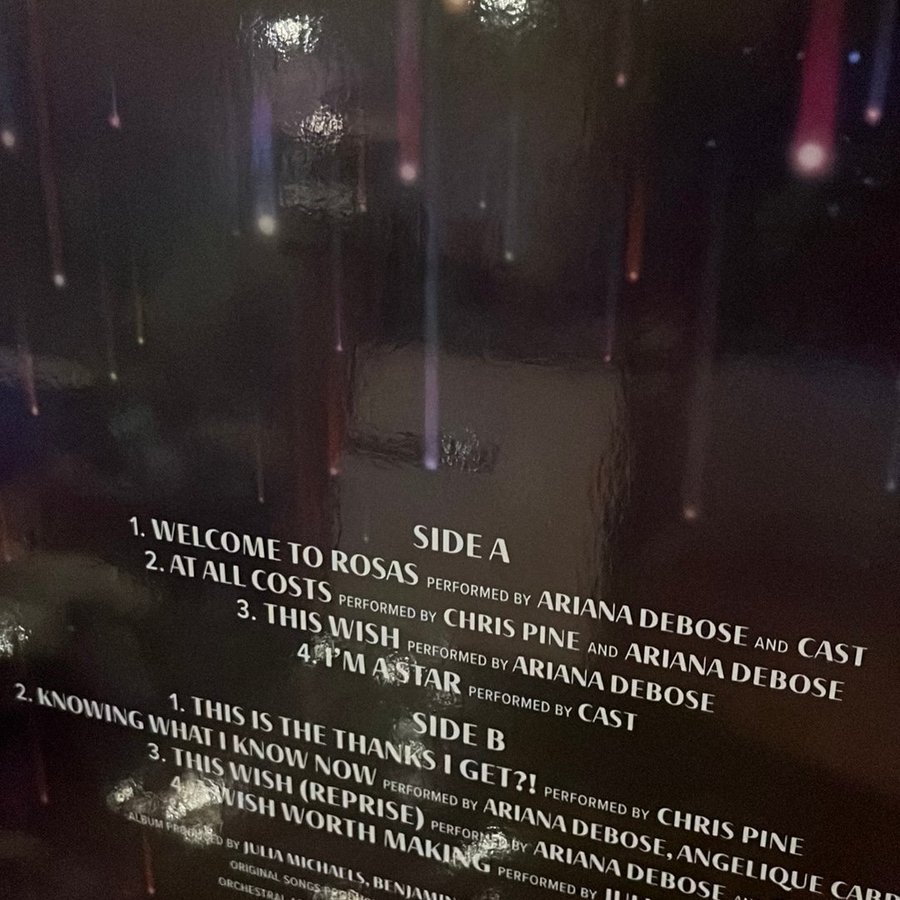 SIDE A
1. WELCOME TO ROSAS PERFORMED BY ARIANA DEBOSE AND CAST
2. AT ALL COSTS PERFORMED BY CHRIS PINE AND ARIANA DEBOSE
3. THIS WISH PERFORMED BY ARIANA DEBOSE
4. I'M A STAR PERFORMED BY CAST
SIDE B
1. THIS IS THE THANKS I GET?! PERFORMED BY CHRIS PINE
2. KNOWING WHAT I KNOW NOW PERFORMED BY ARIANA DEBOSE, ANGELIQUE
3. THIS WISH (REPRISE) PERFORMED BY ARIANA DEBOSE
4. WISH WORTH MAKING PERFORMED BY
ALBUM PRODUCED BY JULIA MICHAELS, BENJAMIN
ORIGINAL SONGS
ORCHESTRAL